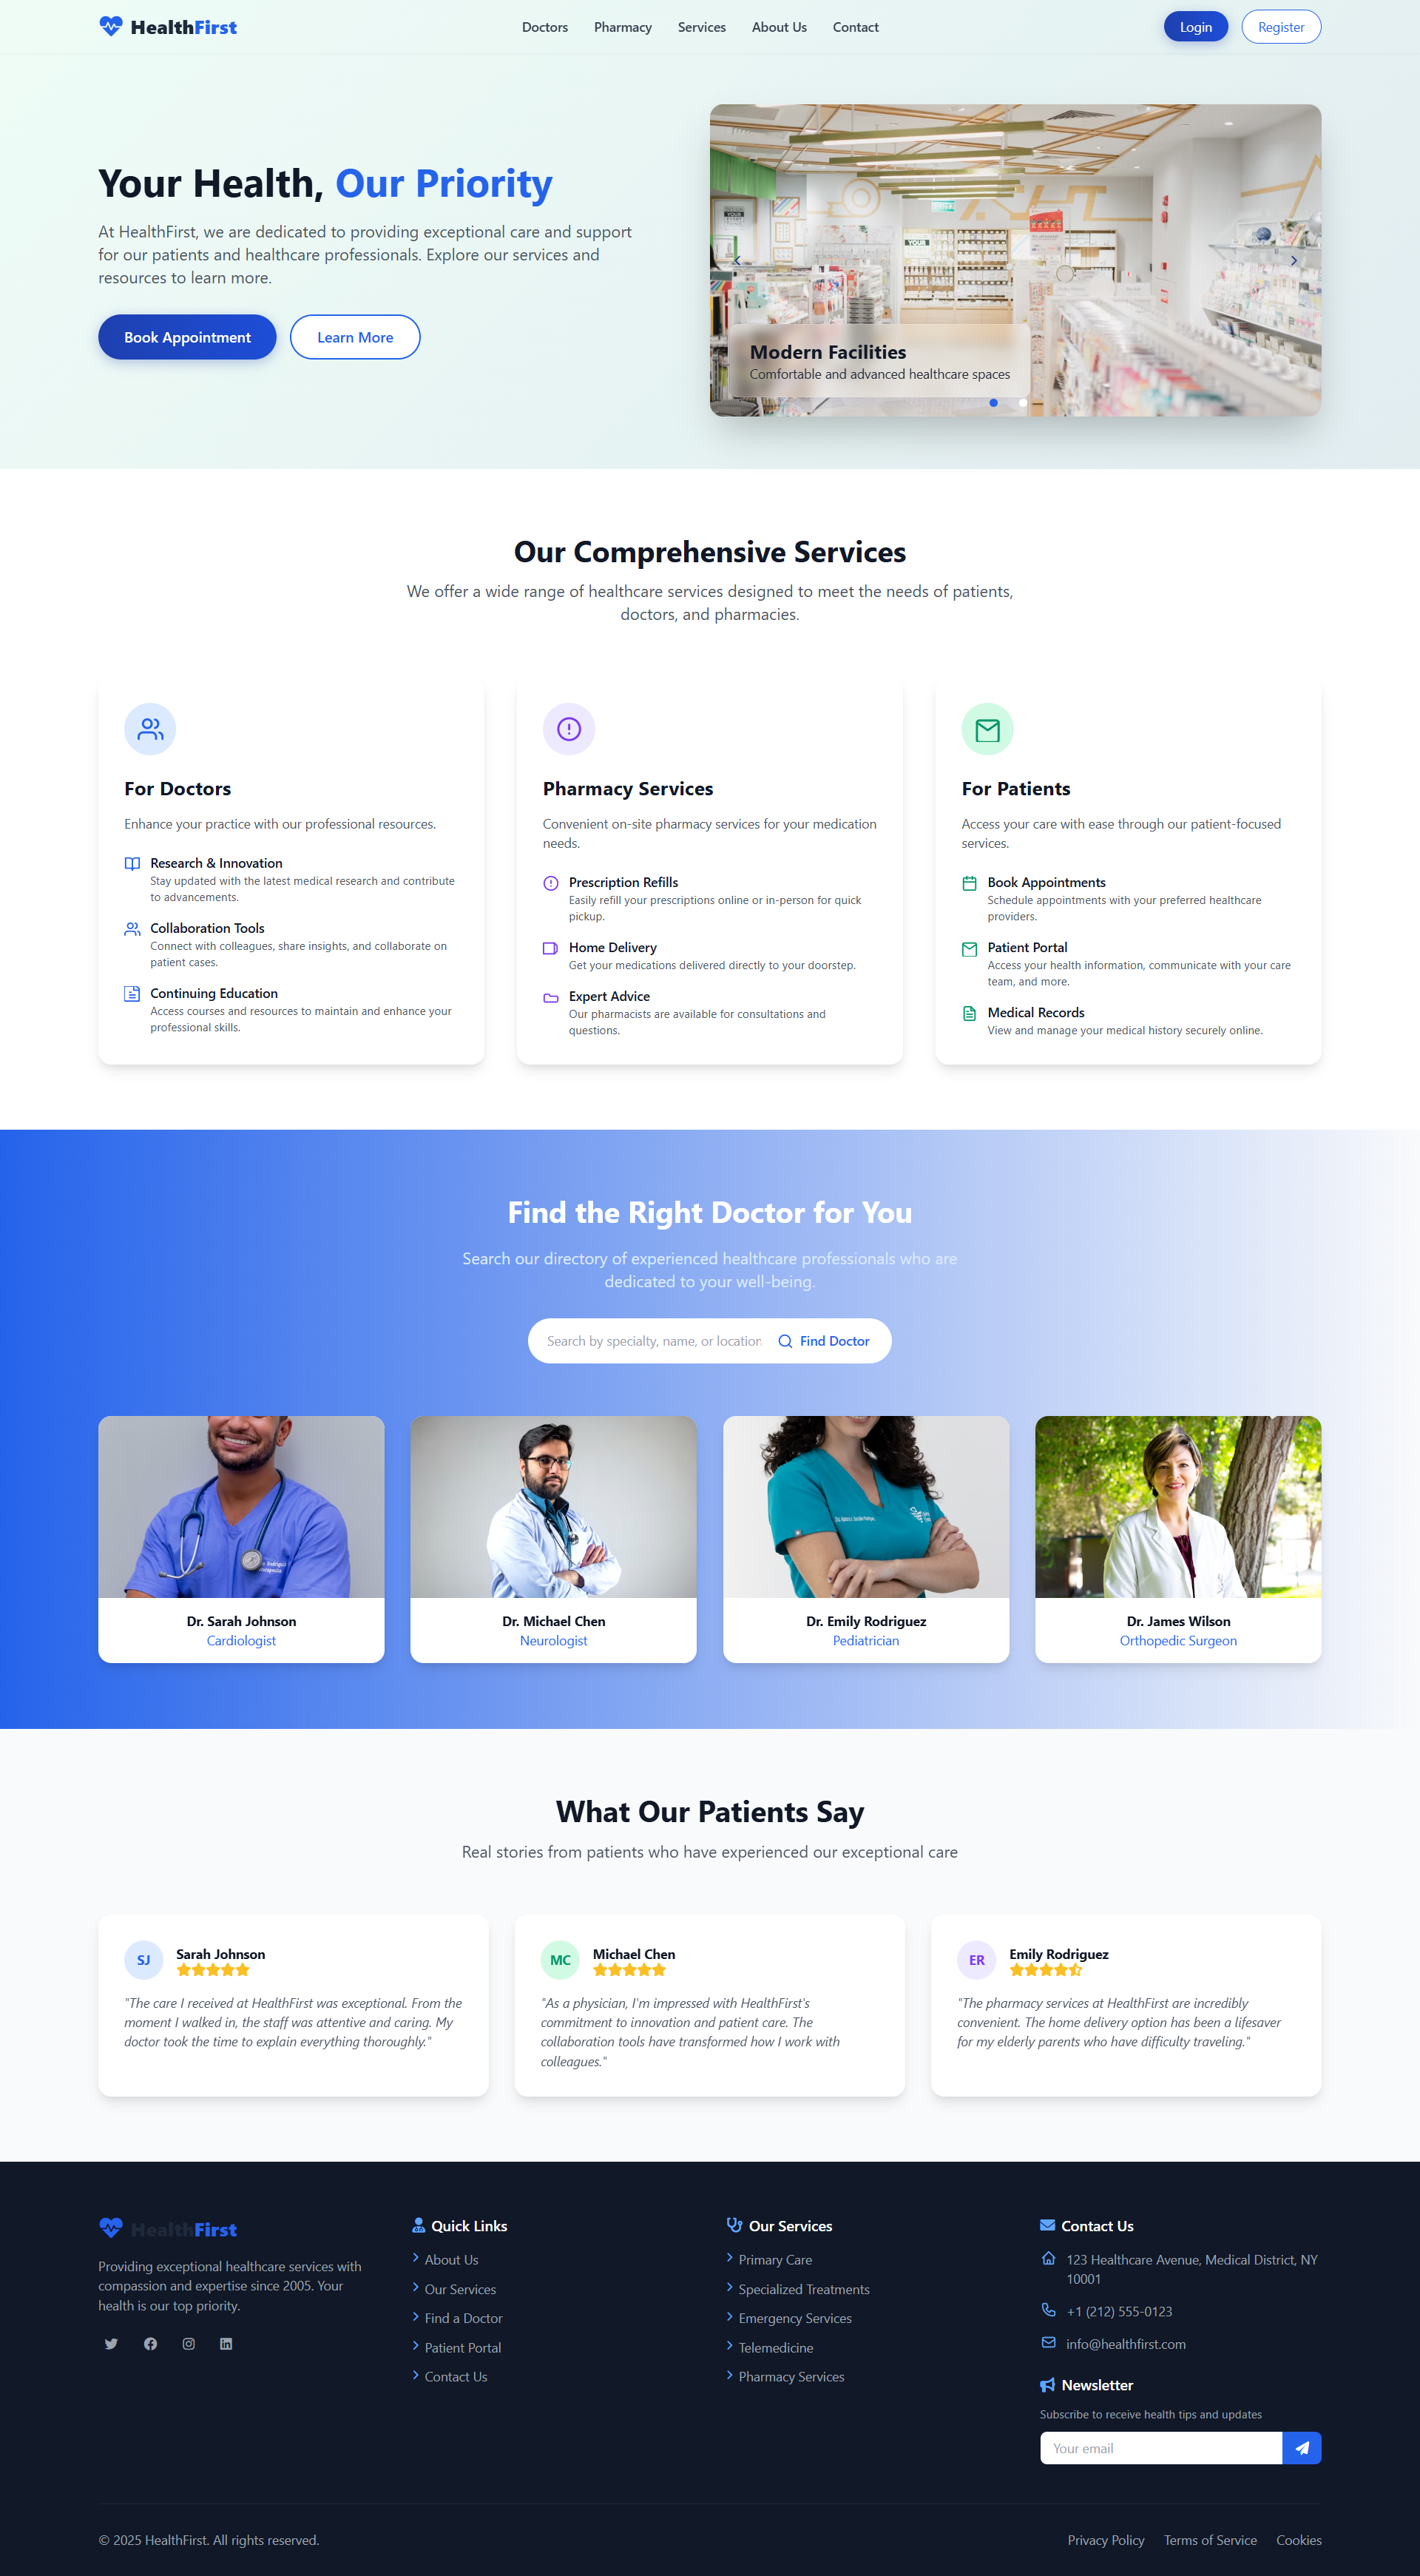 HealthFirst
Doctors
Pharmacy
Services
About Us
Contact
Login
Register
Your Health, Our Priority
At HealthFirst, we are dedicated to providing exceptional care and support
for our patients and healthcare professionals. Explore our services and
resources to learn more.
Book Appointment
Learn More
YOUR
Modern Facilities
Comfortable and advanced healthcare spaces
Our Comprehensive Services
We offer a wide range of healthcare services designed to meet the needs of patients,
doctors, and pharmacies.
For Doctors
Enhance your practice with our professional resources.
Research & Innovation
Stay updated with the latest medical research and contribute
to advancements.
Collaboration Tools
Connect with colleagues, share insights, and collaborate on
patient cases.
Continuing Education
Access courses and resources to maintain and enhance your
professional skills.
Pharmacy Services
Convenient on-site pharmacy services for your medication
needs.
Prescription Refills
Easily refill your prescriptions online or in-person for quick
pickup.
Home Delivery
Get your medications delivered directly to your doorstep.
Expert Advice
Our pharmacists are available for consultations and
questions.
For Patients
Access your care with ease through our patient-focused
services.
Book Appointments
Schedule appointments with your preferred healthcare
providers.
Patient Portal
Access your health information, communicate with your care
team, and more.
Medical Records
View and manage your medical history securely online.
Find the Right Doctor for You
Search our directory of experienced healthcare professionals who are
dedicated to your well-being.
Search by specialty, name, or location
Find Doctor
Dr. Sarah Johnson
Cardiologist
Dr. Michael Chen
Neurologist
Dr. Emily Rodriguez
Pediatrician
Dr. James Wilson
Orthopedic Surgeon
What Our Patients Say
Real stories from patients who have experienced our exceptional care
SJ
Sarah Johnson
"The care I received at HealthFirst was exceptional. From the
moment I walked in, the staff was attentive and caring. My
doctor took the time to explain everything thoroughly."
MC
Michael Chen
"As a physician, I'm impressed with HealthFirst's
commitment to innovation and patient care. The
collaboration tools have transformed how I work with
colleagues."
ER
Emily Rodriguez
"The pharmacy services at HealthFirst are incredibly
convenient. The home delivery option has been a lifesaver
for my elderly parents who have difficulty traveling."
HealthFirst
Providing exceptional healthcare services with
compassion and expertise since 2005. Your
health is our top priority.
Quick Links
About Us
Our Services
Find a Doctor
Patient Portal
Contact Us
Our Services
Primary Care
Specialized Treatments
Emergency Services
Telemedicine
Pharmacy Services
Contact Us
123 Healthcare Avenue, Medical District, NY
10001
+1 (212) 555-0123
info@healthfirst.com
Newsletter
Subscribe to receive health tips and updates
Your email
© 2025 HealthFirst. All rights reserved.
Privacy Policy
Terms of Service
Cookies